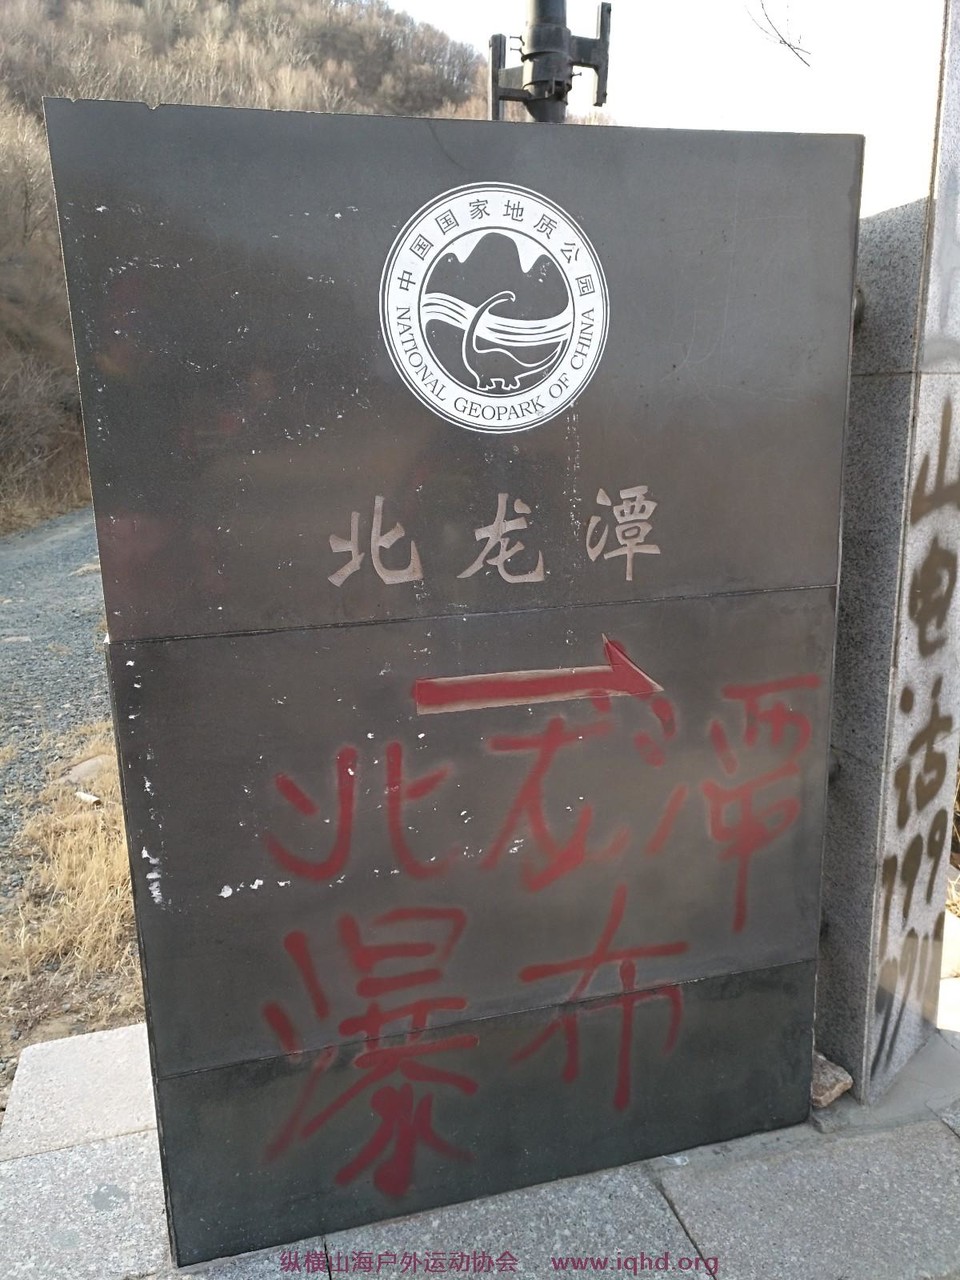 中国国家地质公园
NATIONAL GEOPARK OF CHINA
北龙潭
北龙潭
瀑布
山电话
799
纵横山海户外运动协会 www.iqhd.org